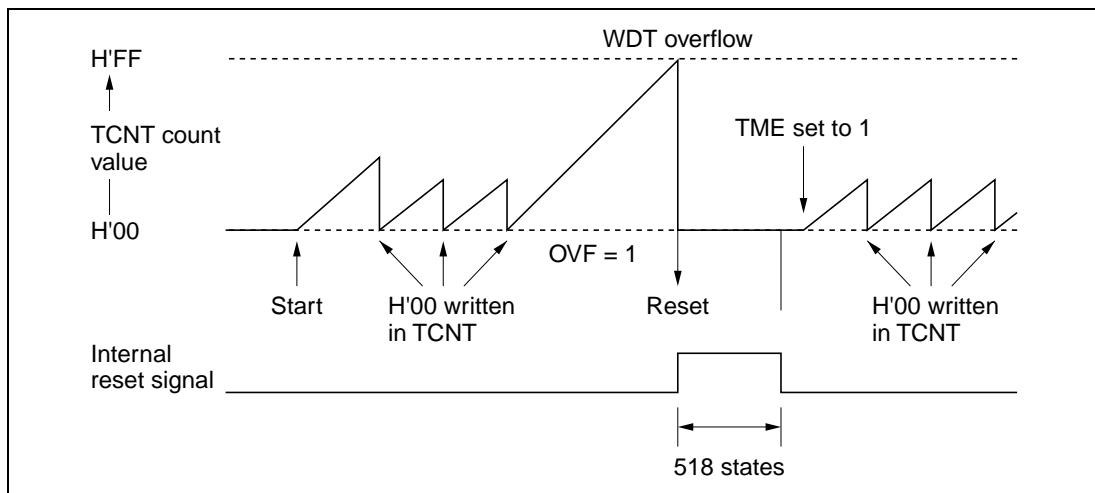 WDT overflow
H'FF
TME set to 1
TCNT count
value
H'00
OVF = 1
Start
H'00 written
in TCNT
Reset
H'00 written
in TCNT
Internal
reset signal
518 states